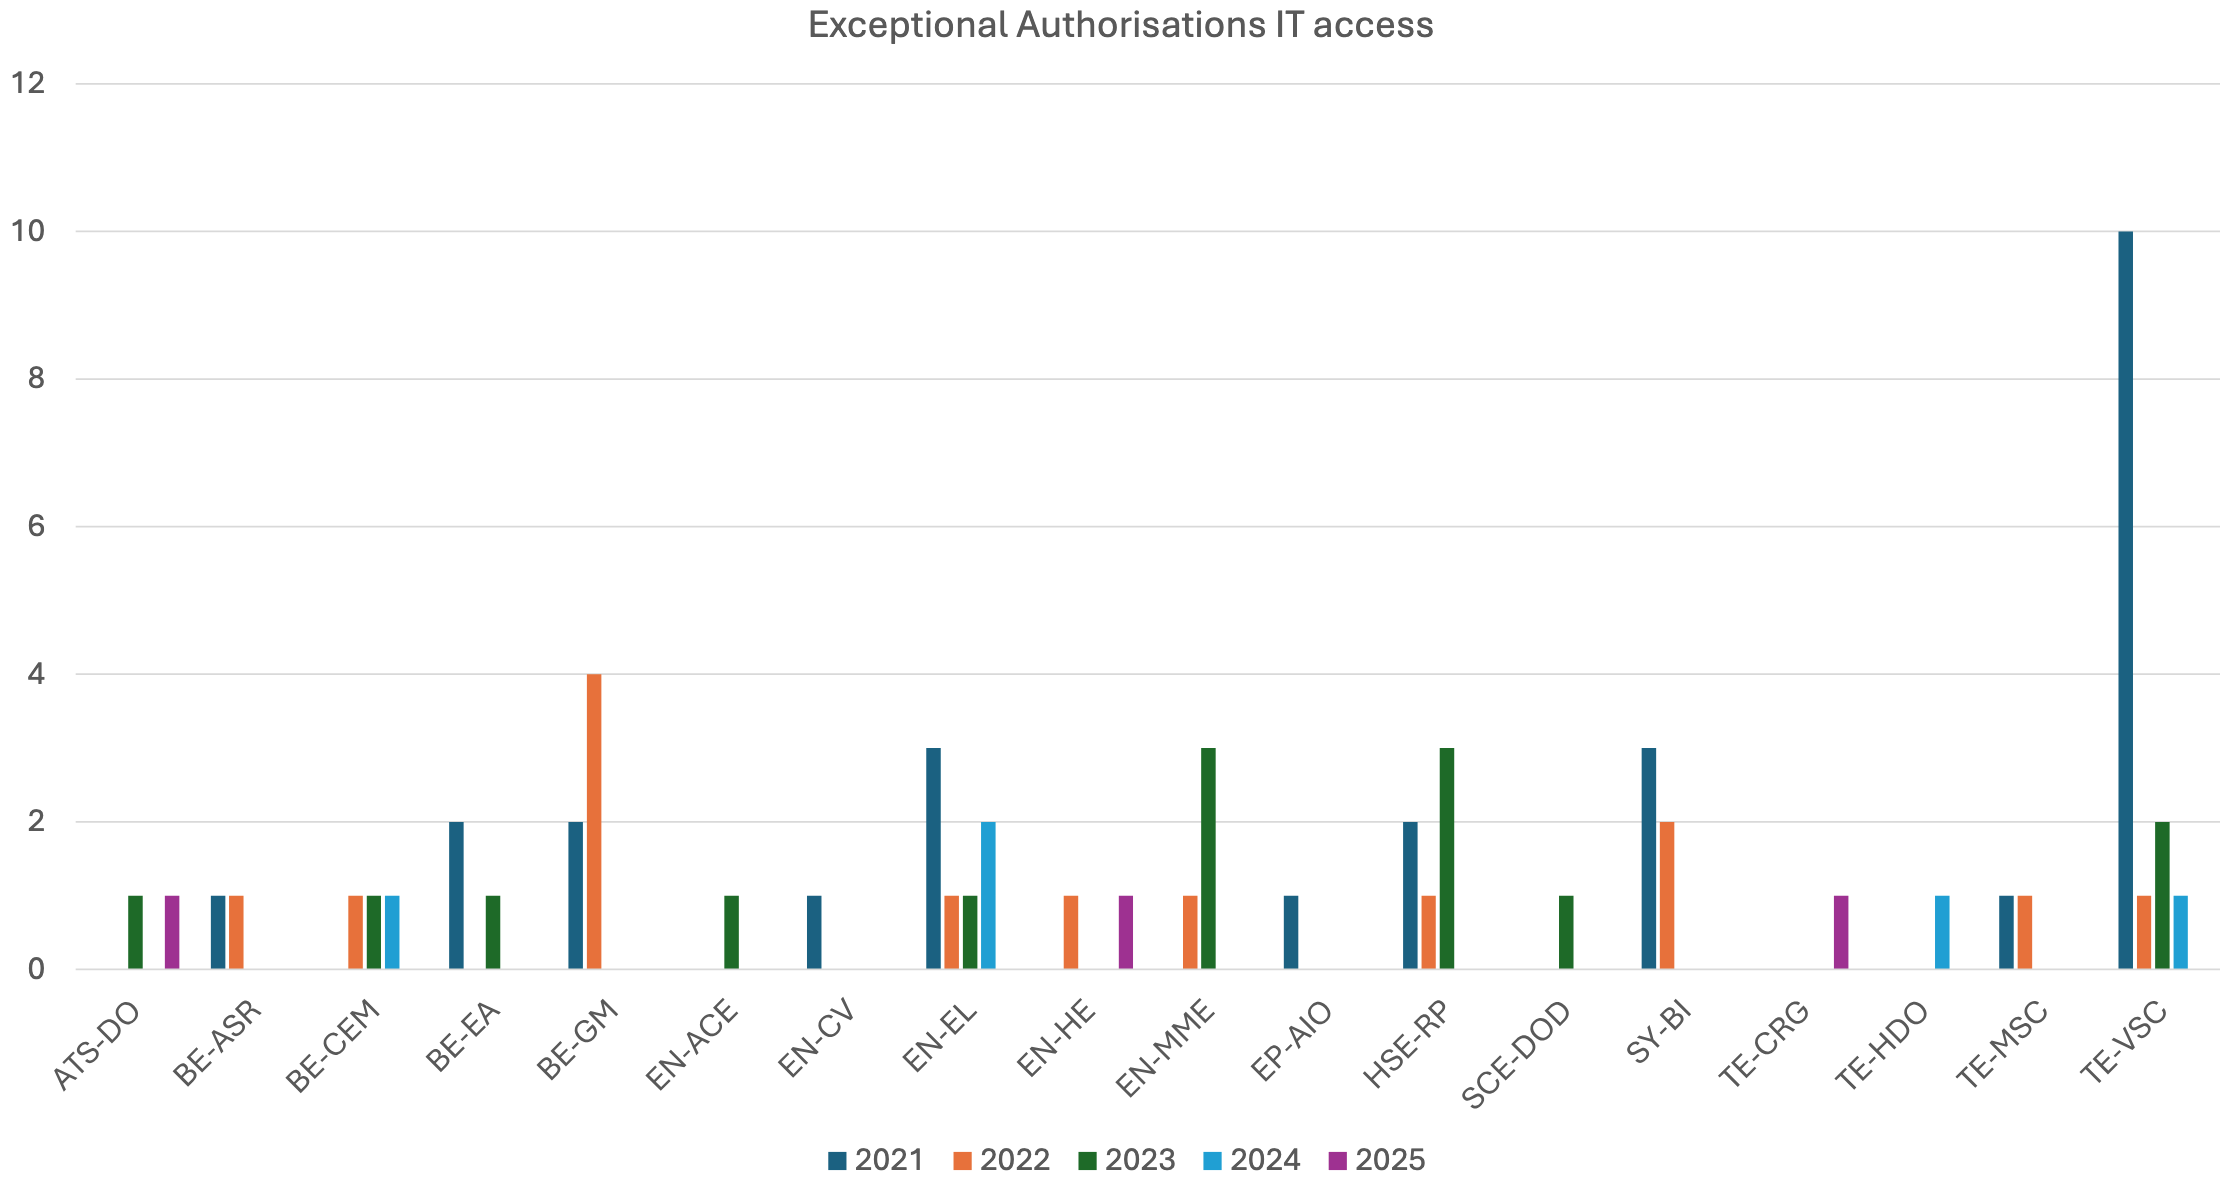 Exceptional Authorisations IT access
12
10
8
6
4
2
0
ATS-DO
BE-ASR
BE-CEM
BE-EA
BE-GM
EN-ACE
EN-CV
EN-EL
EN-HE
EN-MME
EP-AIO
HSE-RP
SCE-DOD
SY-BI
TE-CRG
TE-HDO
TE-MSC
TE-VSC
2021 2022 2023 2024 2025